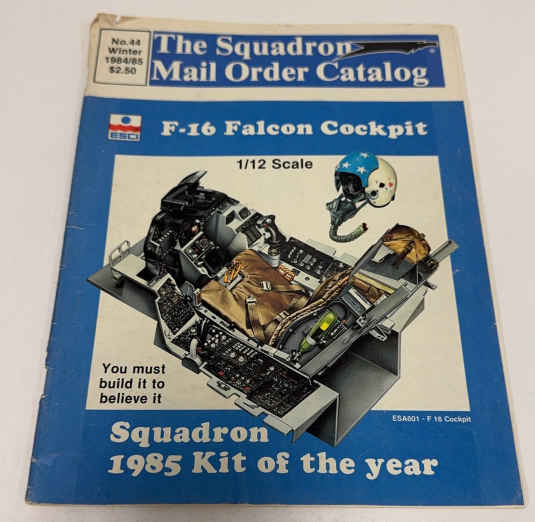 No.44
Winter
1984/85
$2.50
The Squadron
Mail Order Catalog
ESCI
F-16 Falcon Cockpit
1/12 Scale
You must
build it to
believe it
ESA601 - F 16 Cockpit
Squadron
1985 Kit of the year